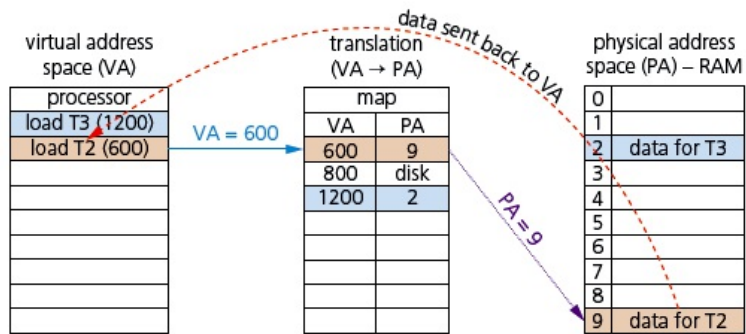 virtual address
space (VA)
processor
load T3 (1200)
load T2 (600)
VA = 600
translation
(VA → PA)
map
VA PA
600 9
800 disk
1200 2
data sent back to VA
PA = 9
physical address
space (PA) – RAM
0
1
2 data for T3
3
4
5
6
7
8
9 data for T2